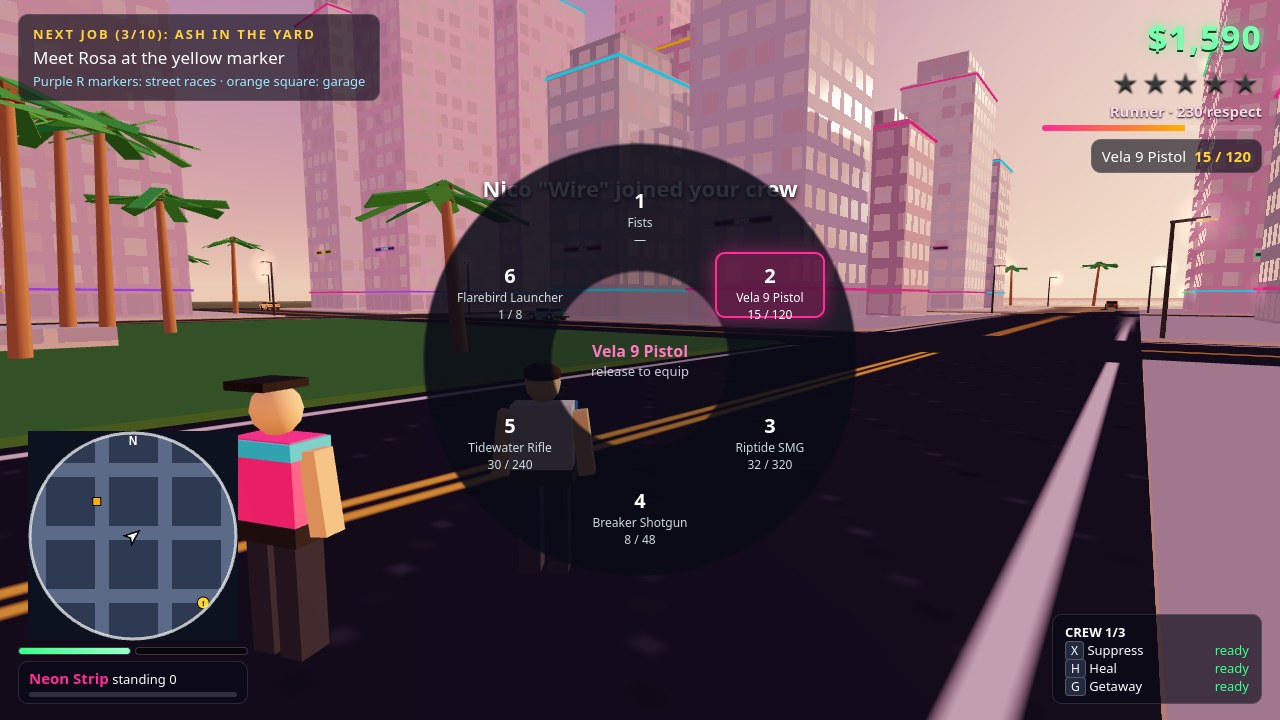 NEXT JOB (3/10): ASH IN THE YARD
Meet Rosa at the yellow marker
Purple R markers: street races · orange square: garage
$1,590
★★★★★
Runner · 230 respect
Vela 9 Pistol 15 / 120
Nico "Wire" joined your crew
1
Fists
—
2
Vela 9 Pistol
15 / 120
6
Flarebird Launcher
1 / 8
Vela 9 Pistol
release to equip
5
Tidewater Rifle
30 / 240
3
Riptide SMG
32 / 320
4
Breaker Shotgun
8 / 48
N
!
Neon Strip standing 0
CREW 1/3
X Suppress ready
H Heal ready
G Getaway ready